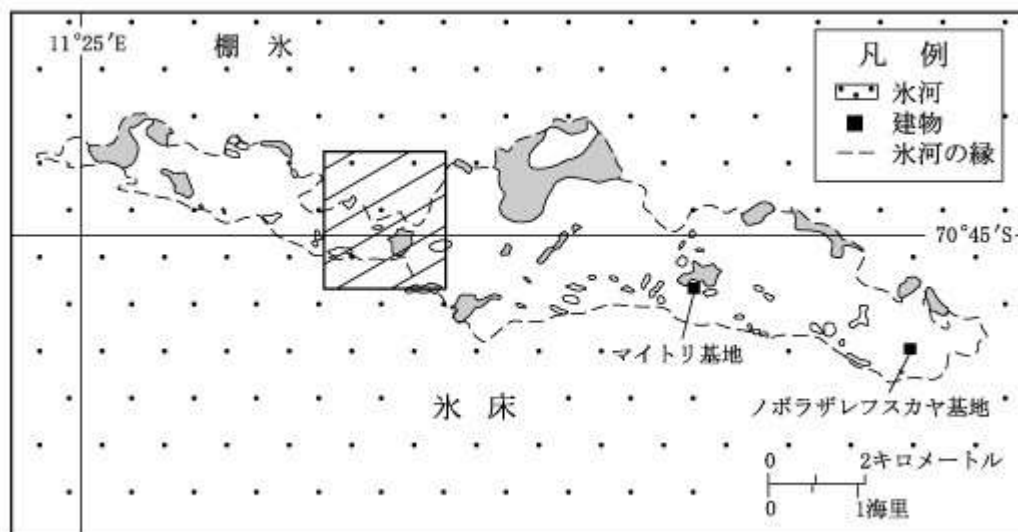 11°25′E
棚 氷
凡 例
氷河
建物
氷河の縁
70°45′S
マイトリ基地
ノボラザレフスカヤ基地
氷 床
0 2キロメートル
0 1海里